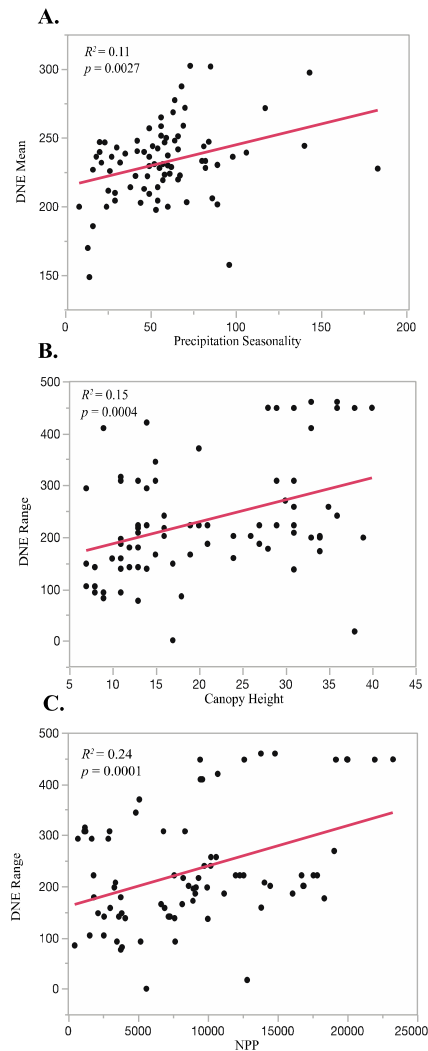 A.
R² = 0.11
p = 0.0027
300
250
200
150
DNE Mean
0
50
100
150
200
Precipitation Seasonality
B.
500
R² = 0.15
p = 0.0004
400
300
200
100
0
DNE Range
5
10
15
20
25
30
35
40
45
Canopy Height
C.
500
R² = 0.24
p = 0.0001
400
300
200
100
0
DNE Range
0
5000
10000
15000
20000
25000
NPP